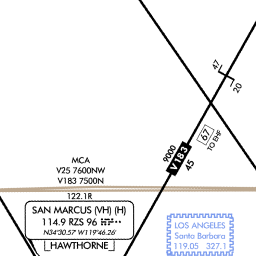 47
20
9000
V183
67
TO EHF
45
MCA
V25 7600NW
V183 7500N
122.1R
SAN MARCUS (VH) (H)
114.9 RZS 96
N34°30.57 W119°46.26'
HAWTHORNE
LOS ANGELES
Santa Barbara
119.05 327.1